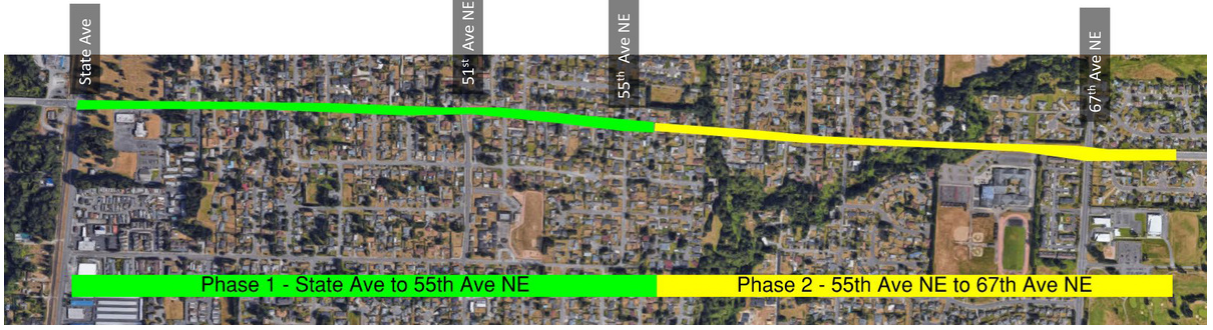 State Ave
51st Ave NE
55th Ave NE
67th Ave NE
Phase 1 - State Ave to 55th Ave NE
Phase 2 - 55th Ave NE to 67th Ave NE